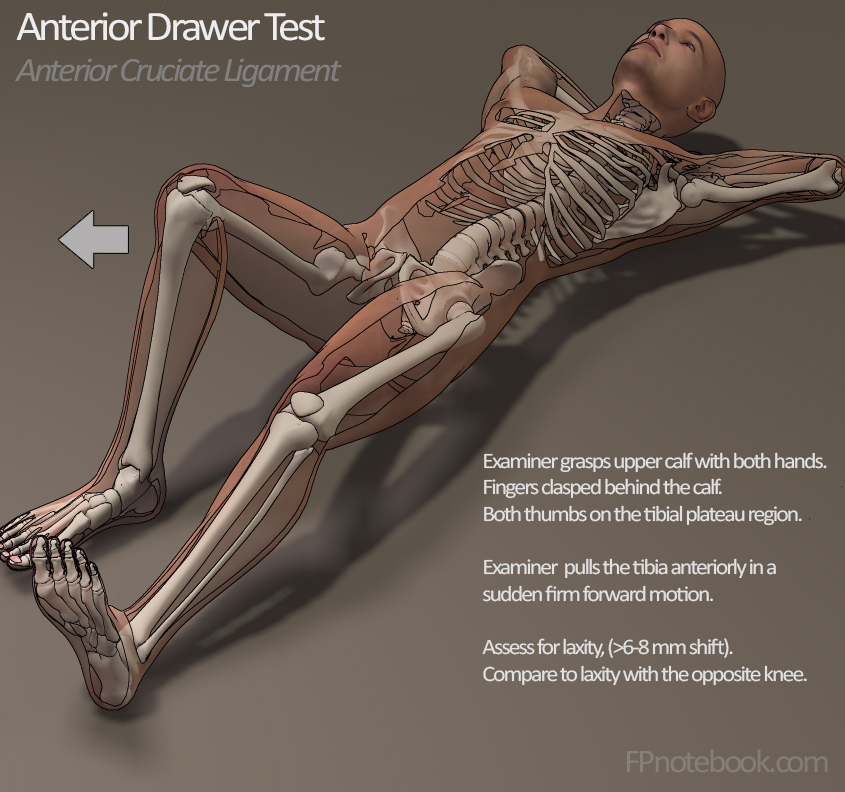 Anterior Drawer Test
Anterior Cruciate Ligament
Examiner grasps upper calf with both hands.
Fingers clasped behind the calf.
Both thumbs on the tibial plateau region.
Examiner pulls the tibia anteriorly in a
sudden firm forward motion.
Assess for laxity, (>6-8 mm shift).
Compare to laxity with the opposite knee.
FPnotebook.com